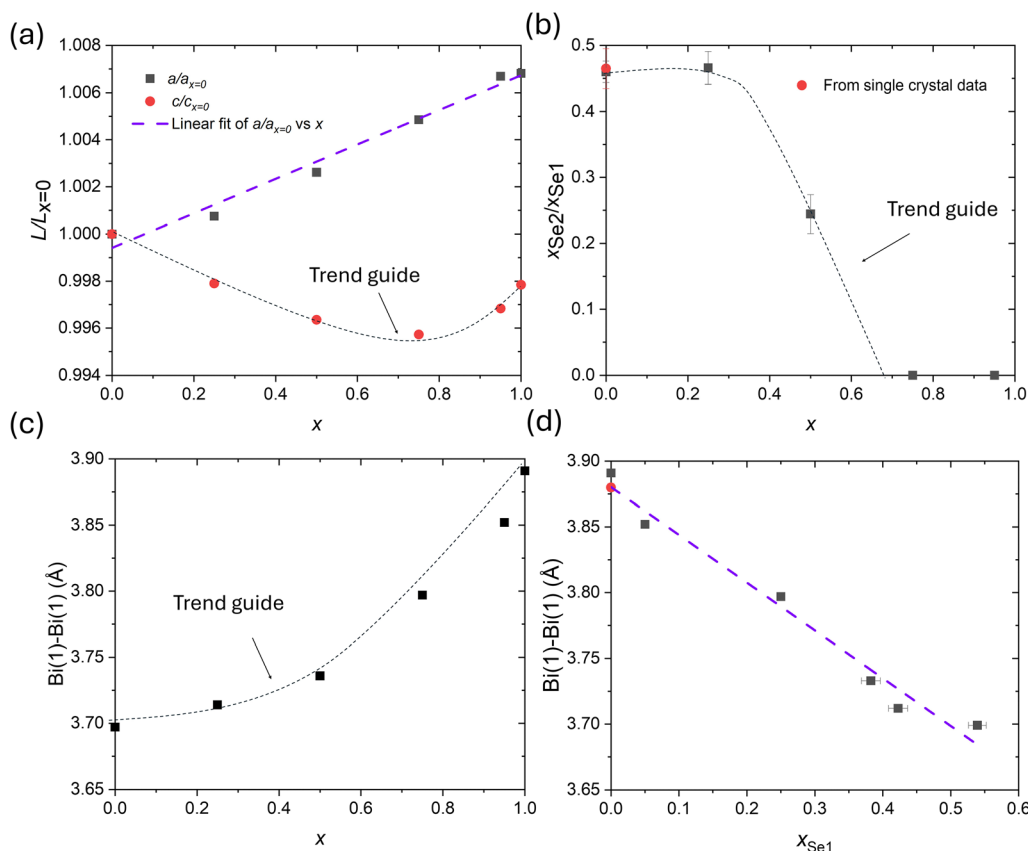 (a)
1.008
1.006
1.004
1.002
1.000
0.998
0.996
0.994
L/Lx=0
a/ax=0
c/cx=0
Linear fit of a/ax=0 vs x
Trend guide
0.0 0.2 0.4 0.6 0.8 1.0
x
(b)
0.5
0.4
0.3
0.2
0.1
0.0
xSe2/xSe1
From single crystal data
Trend guide
0.0 0.2 0.4 0.6 0.8 1.0
x
(c)
3.90
3.85
3.80
3.75
3.70
3.65
Bi(1)-Bi(1) (Å)
Trend guide
0.0 0.2 0.4 0.6 0.8 1.0
x
(d)
3.90
3.85
3.80
3.75
3.70
3.65
Bi(1)-Bi(1) (Å)
0.0 0.1 0.2 0.3 0.4 0.5 0.6
xSe1